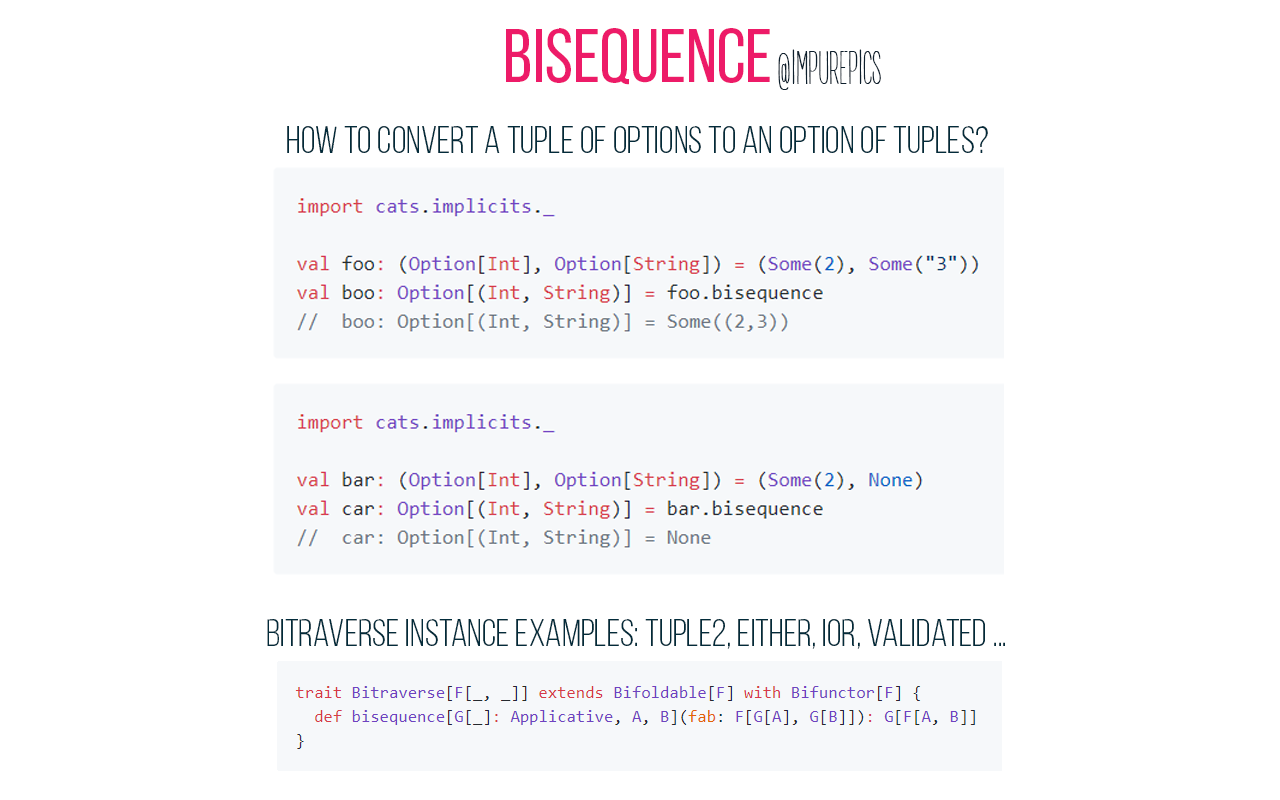 BISEQUENCE @IMPUREPICS
HOW TO CONVERT A TUPLE OF OPTIONS TO AN OPTION OF TUPLES?
import cats.implicits._
val foo: (Option[Int], Option[String]) = (Some(2), Some("3"))
val boo: Option[(Int, String)] = foo.bisequence
//  boo: Option[(Int, String)] = Some((2,3))
import cats.implicits._
val bar: (Option[Int], Option[String]) = (Some(2), None)
val car: Option[(Int, String)] = bar.bisequence
//  car: Option[(Int, String)] = None
BITRAVERSE INSTANCE EXAMPLES: TUPLE2, EITHER, IOR, VALIDATED ...
trait Bitraverse[F[_, _]] extends Bifoldable[F] with Bifunctor[F] {
  def bisequence[G[_]: Applicative, A, B](fab: F[G[A], G[B]]): G[F[A, B]]
}